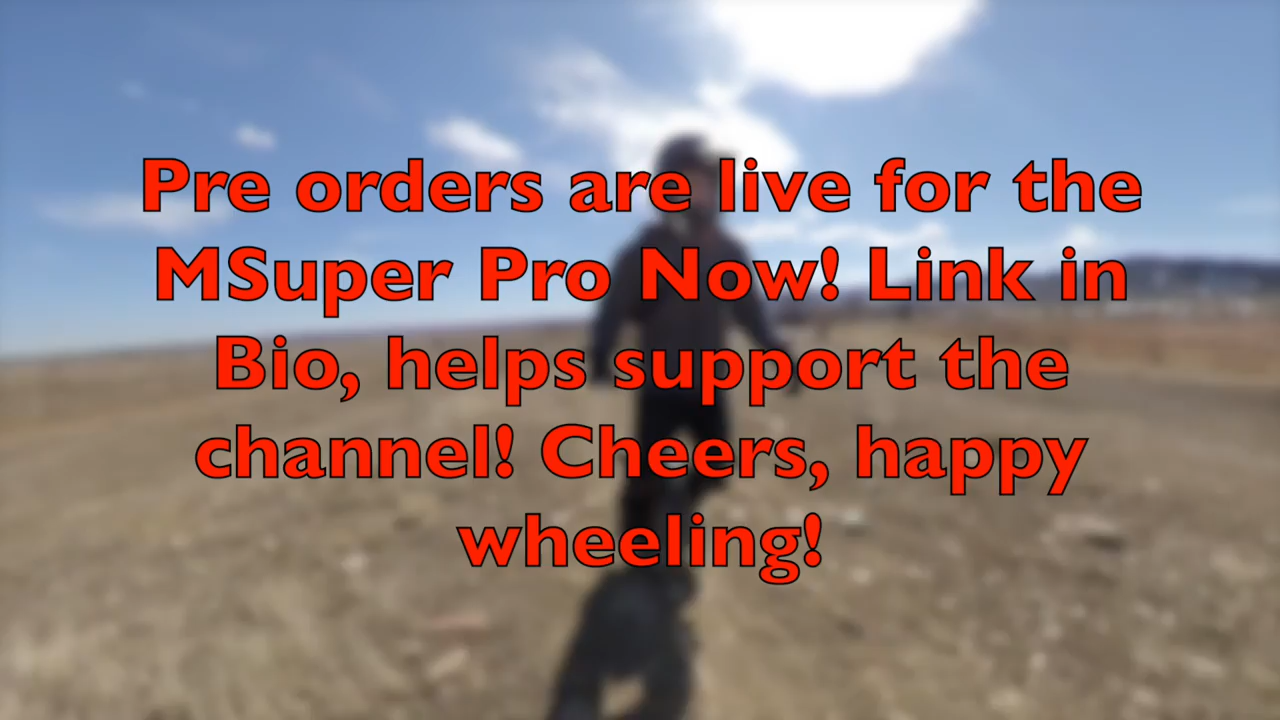 Pre orders are live for the
MSuper Pro Now! Link in
Bio, helps support the
channel! Cheers, happy
wheeling!